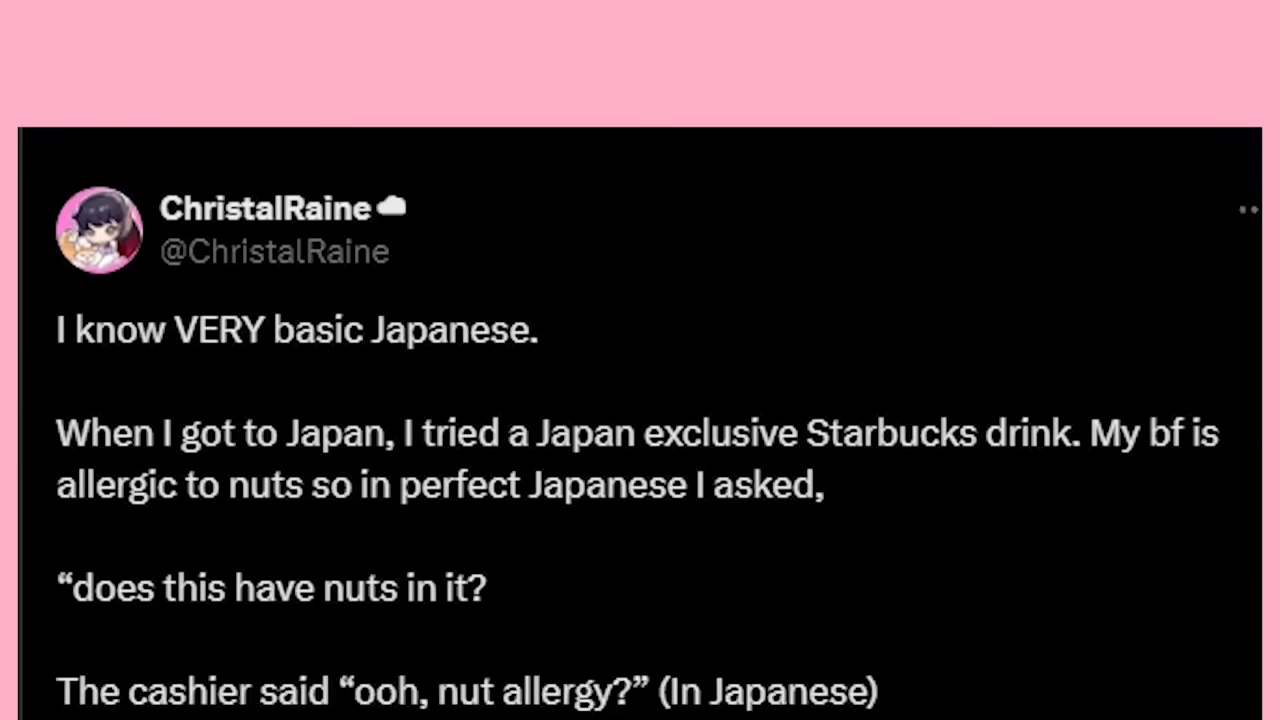 ChristalRaine
@ChristalRaine
I know VERY basic Japanese.
When I got to Japan, I tried a Japan exclusive Starbucks drink. My bf is
allergic to nuts so in perfect Japanese I asked,
“does this have nuts in it?
The cashier said “ooh, nut allergy?” (In Japanese)